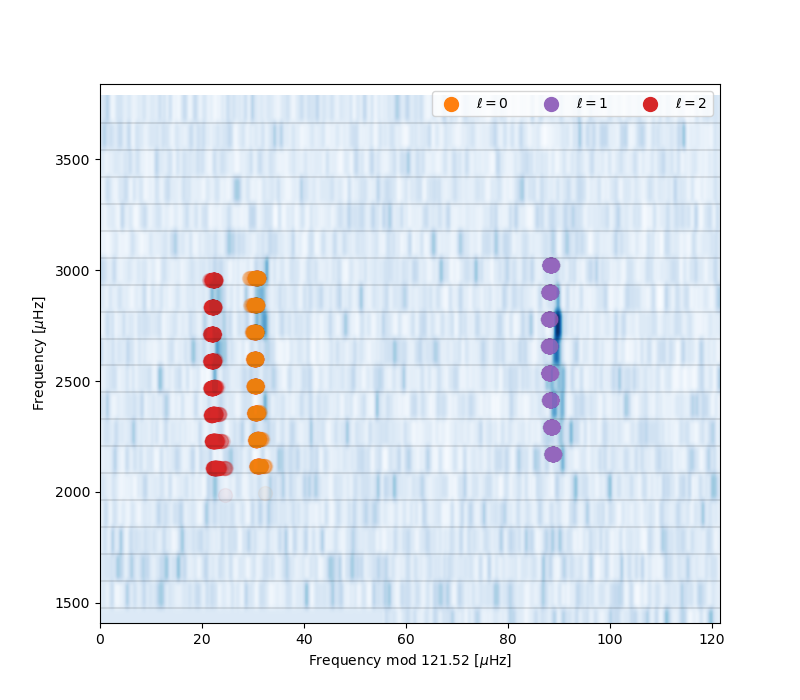 ℓ = 0 ℓ = 1 ℓ = 2
3500
3000
2500
2000
1500
Frequency [μHz]
0 20 40 60 80 100 120
Frequency mod 121.52 [μHz]